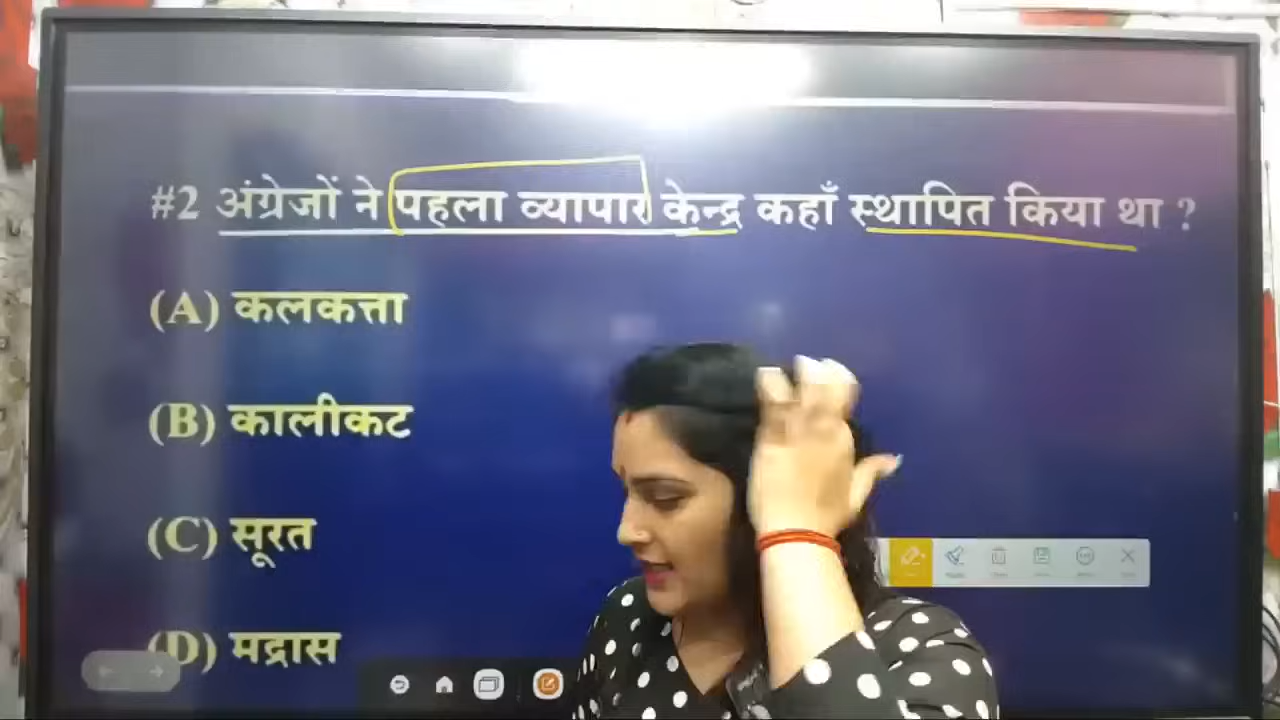 #2 अंग्रेजों ने पहला व्यापार केन्द्र कहाँ स्थापित किया था ?
(A) कलकत्ता
(B) कालीकट
(C) सूरत
(D) मद्रास